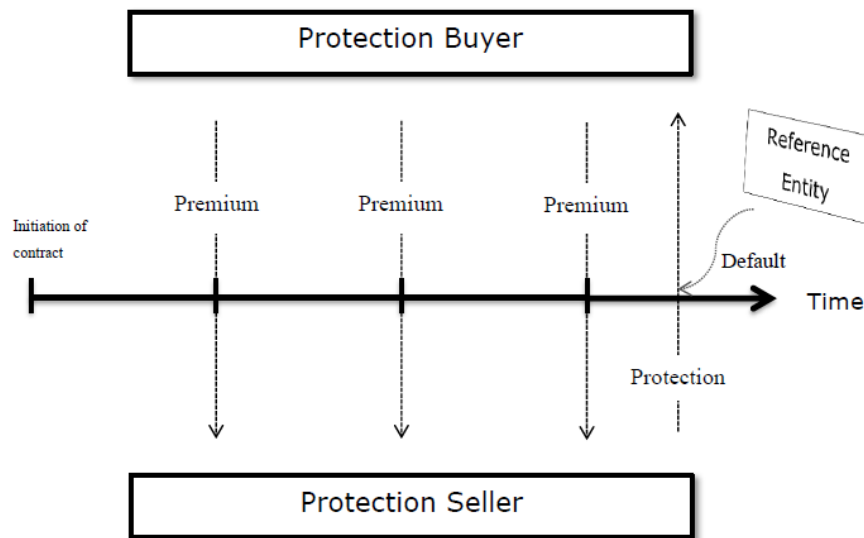 Protection Buyer
Reference
Entity
Premium
Premium
Premium
Initiation of
contract
Default
Time
Protection
Protection Seller